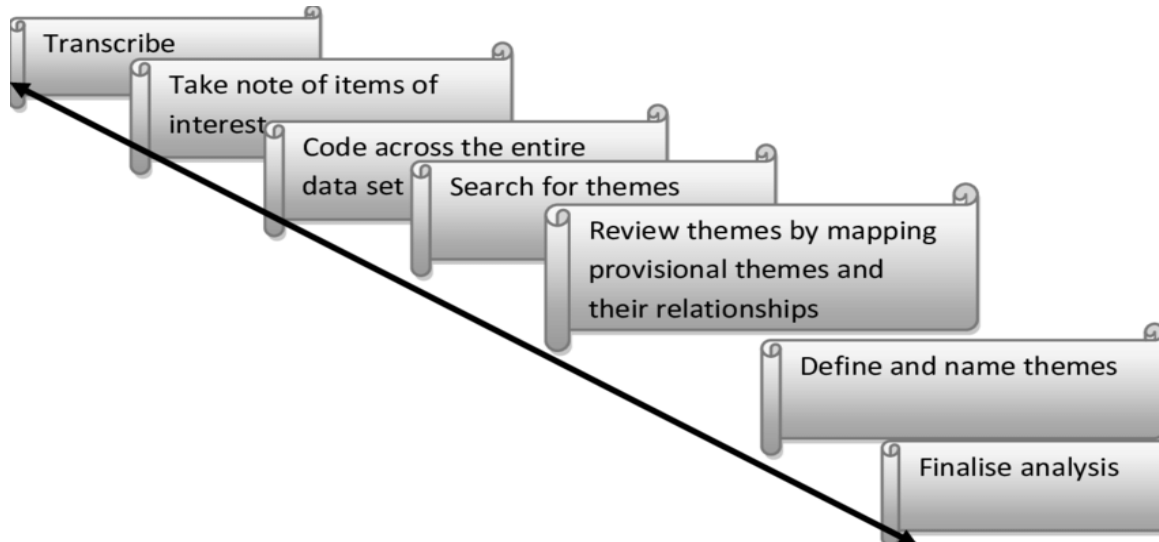 Transcribe
Take note of items of
interest
Code across the entire
data set
Search for themes
Review themes by mapping
provisional themes and
their relationships
Define and name themes
Finalise analysis